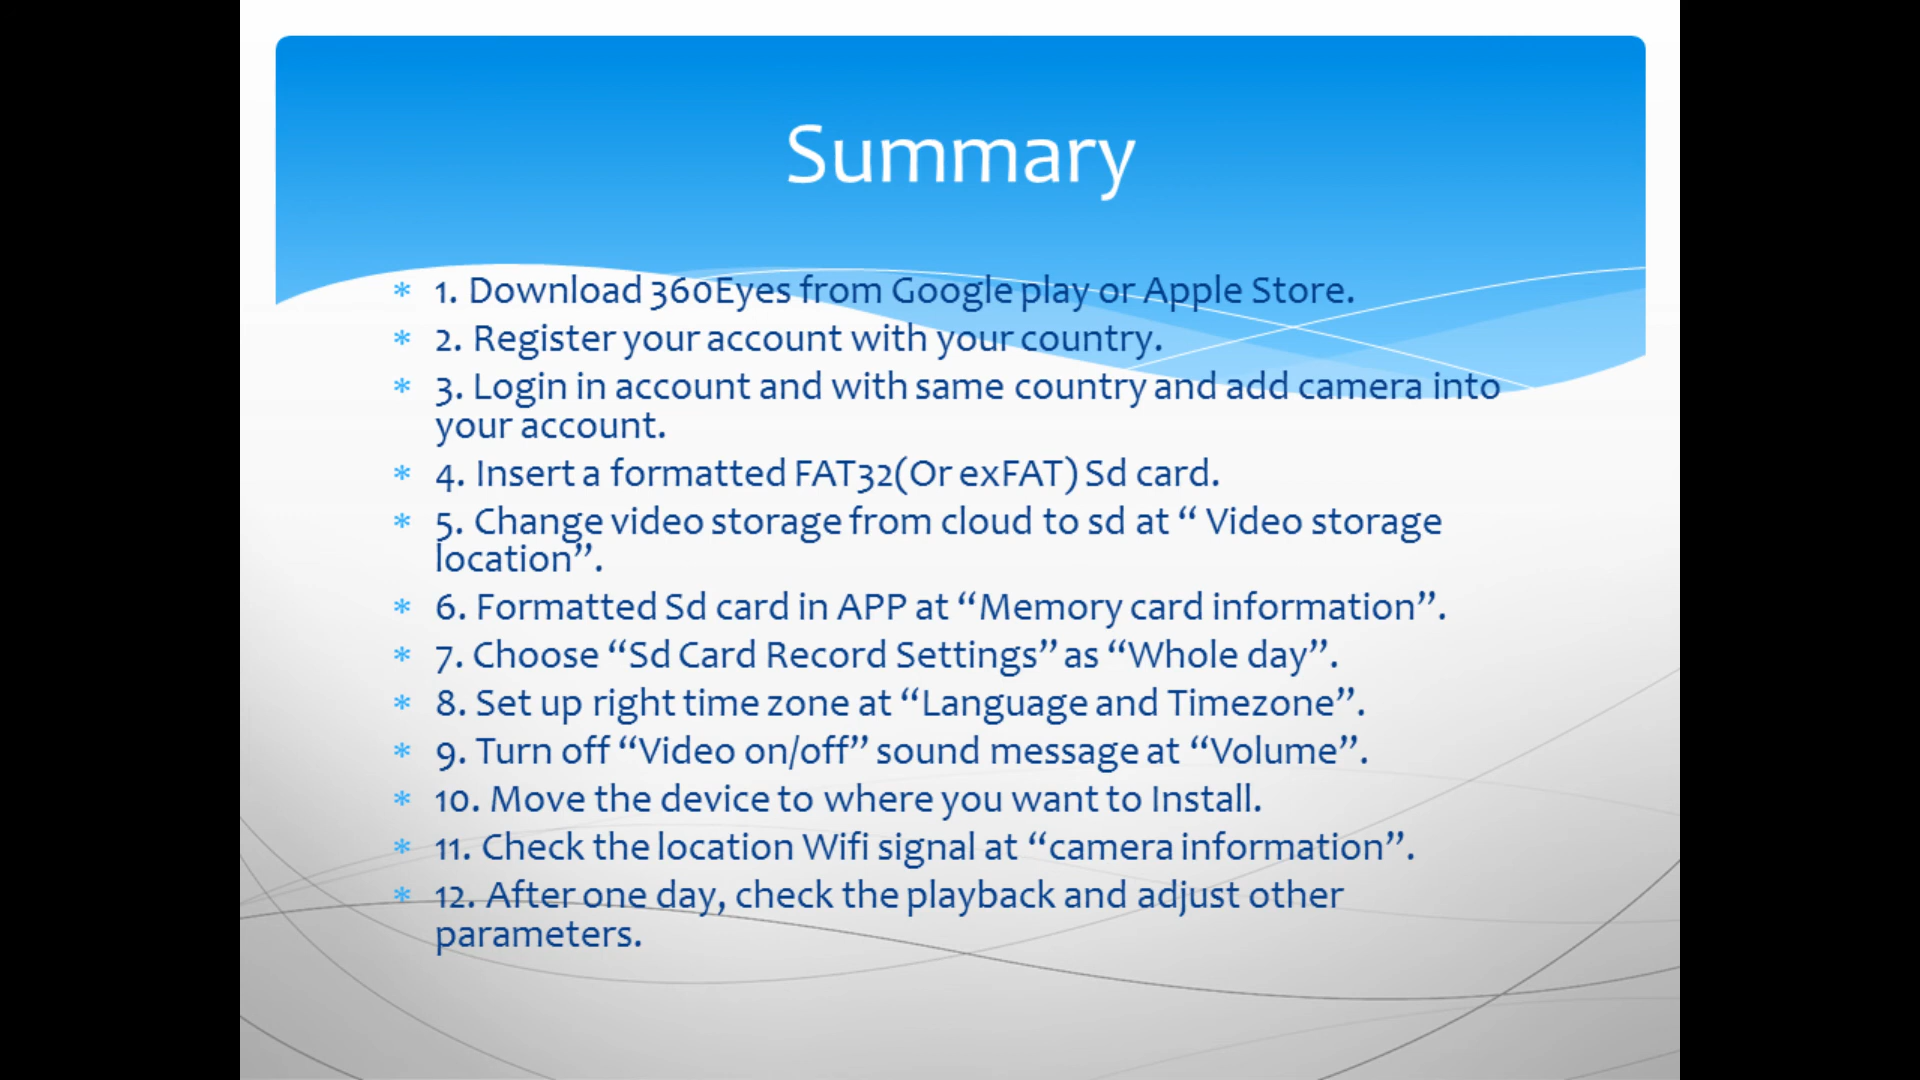 Summary
* 1. Download 360Eyes from Google play or Apple Store.
* 2. Register your account with your country.
* 3. Login in account and with same country and add camera into
your account.
* 4. Insert a formatted FAT32(Or exFAT) Sd card.
* 5. Change video storage from cloud to sd at “ Video storage
location”.
* 6. Formatted Sd card in APP at “Memory card information”.
* 7. Choose “Sd Card Record Settings” as “Whole day”.
* 8. Set up right time zone at “Language and Timezone”.
* 9. Turn off “Video on/off” sound message at “Volume”.
* 10. Move the device to where you want to Install.
* 11. Check the location Wifi signal at “camera information”.
* 12. After one day, check the playback and adjust other
parameters.